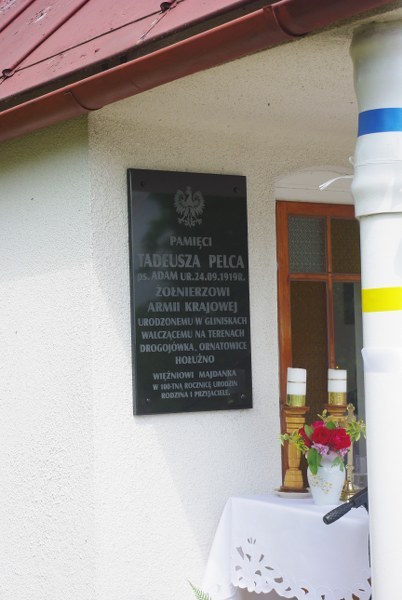 PAMIĘCI
TADEUSZA PELCA
ps. ADAM UR.24.09.1919R.
ŻOŁNIERZOWI
ARMII KRAJOWEJ
URODZONEMU W GLINISKACH
WALCZĄCEMU NA TERENACH
DROGOJÓWKA, ORNATOWICE
HOŁUŻNO
WIĘŹNIOWI MAJDANKA
W 100-TNĄ ROCZNICĘ URODZIN
RODZINA I PRZYJACIELE.